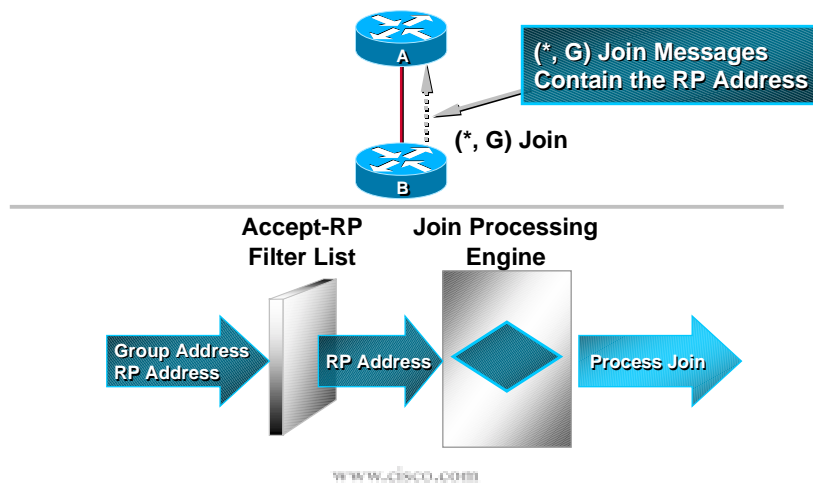 A
(*, G) Join Messages
Contain the RP Address
(*, G) Join
B
Accept-RP
Filter List
Join Processing
Engine
Group Address
RP Address
RP Address
Process Join
www.cisco.com